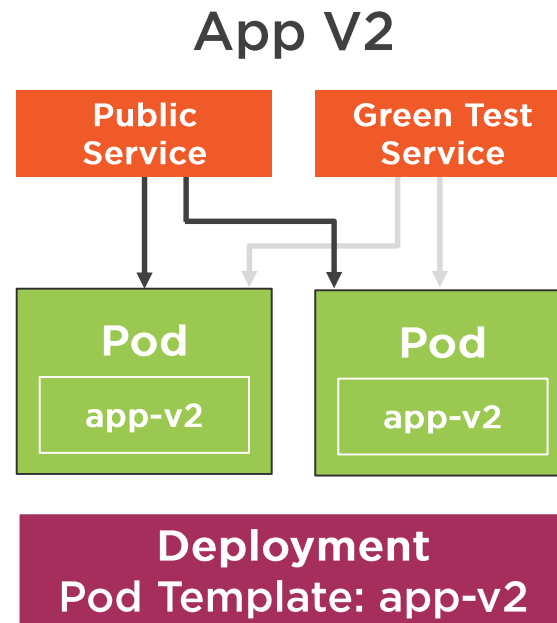 App V2
Public
Service
Green Test
Service
Pod
app-v2
Pod
app-v2
Deployment
Pod Template: app-v2